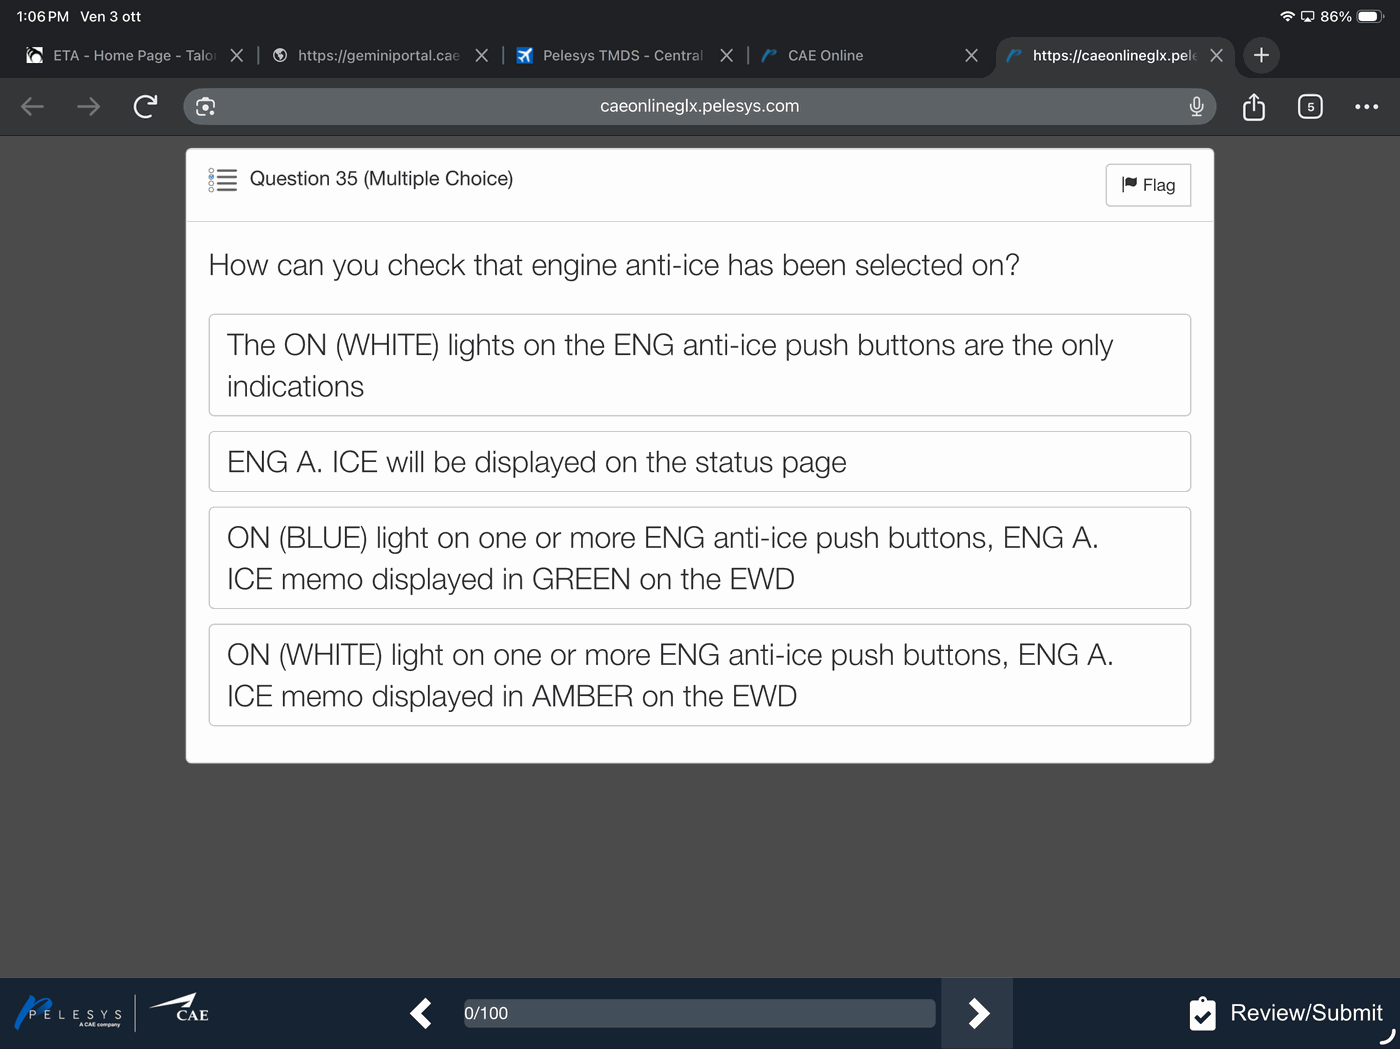 1:06 PM Ven 3 ott
86%
ETA - Home Page - Talo
https://geminiportal.cae
Pelesys TMDS - Central
CAE Online
https://caeonlineglx.pele
caeonlineglx.pelesys.com
5
Question 35 (Multiple Choice)
Flag
How can you check that engine anti-ice has been selected on?
The ON (WHITE) lights on the ENG anti-ice push buttons are the only
indications
ENG A. ICE will be displayed on the status page
ON (BLUE) light on one or more ENG anti-ice push buttons, ENG A.
ICE memo displayed in GREEN on the EWD
ON (WHITE) light on one or more ENG anti-ice push buttons, ENG A.
ICE memo displayed in AMBER on the EWD
PELESYS
A CAE company
CAE
0/100
Review/Submit